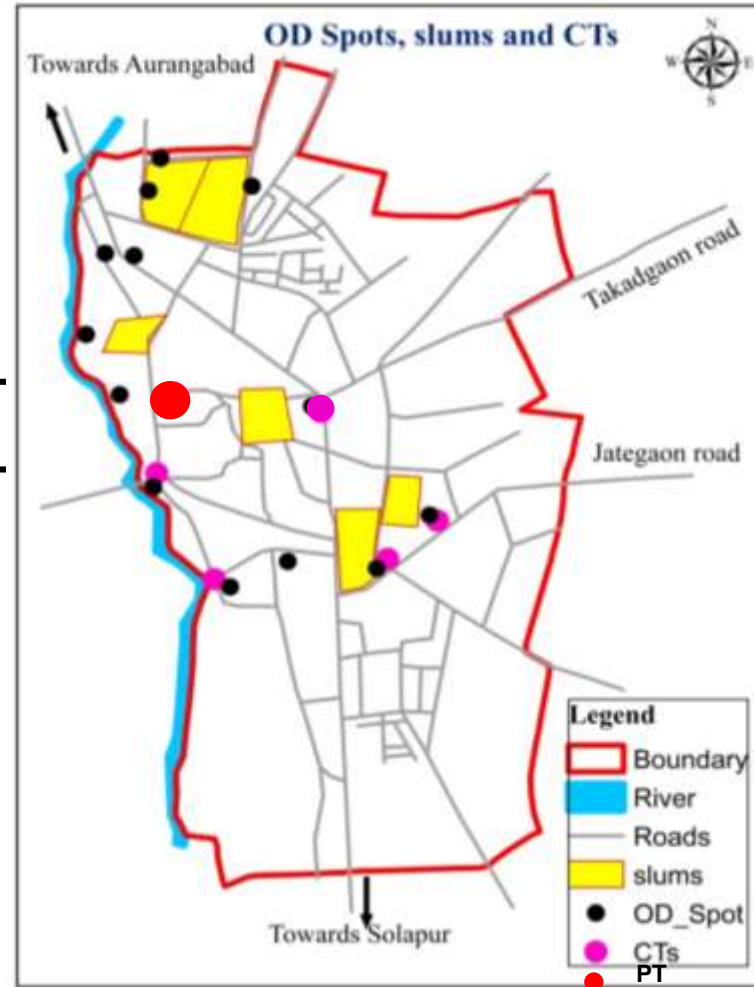 OD Spots, slums and CTs
N
W E
S
Towards Aurangabad
Takadgaon road
Jategaon road
Legend
Boundary
River
Roads
slums
OD_Spot
CTs
PT
Towards Solapur